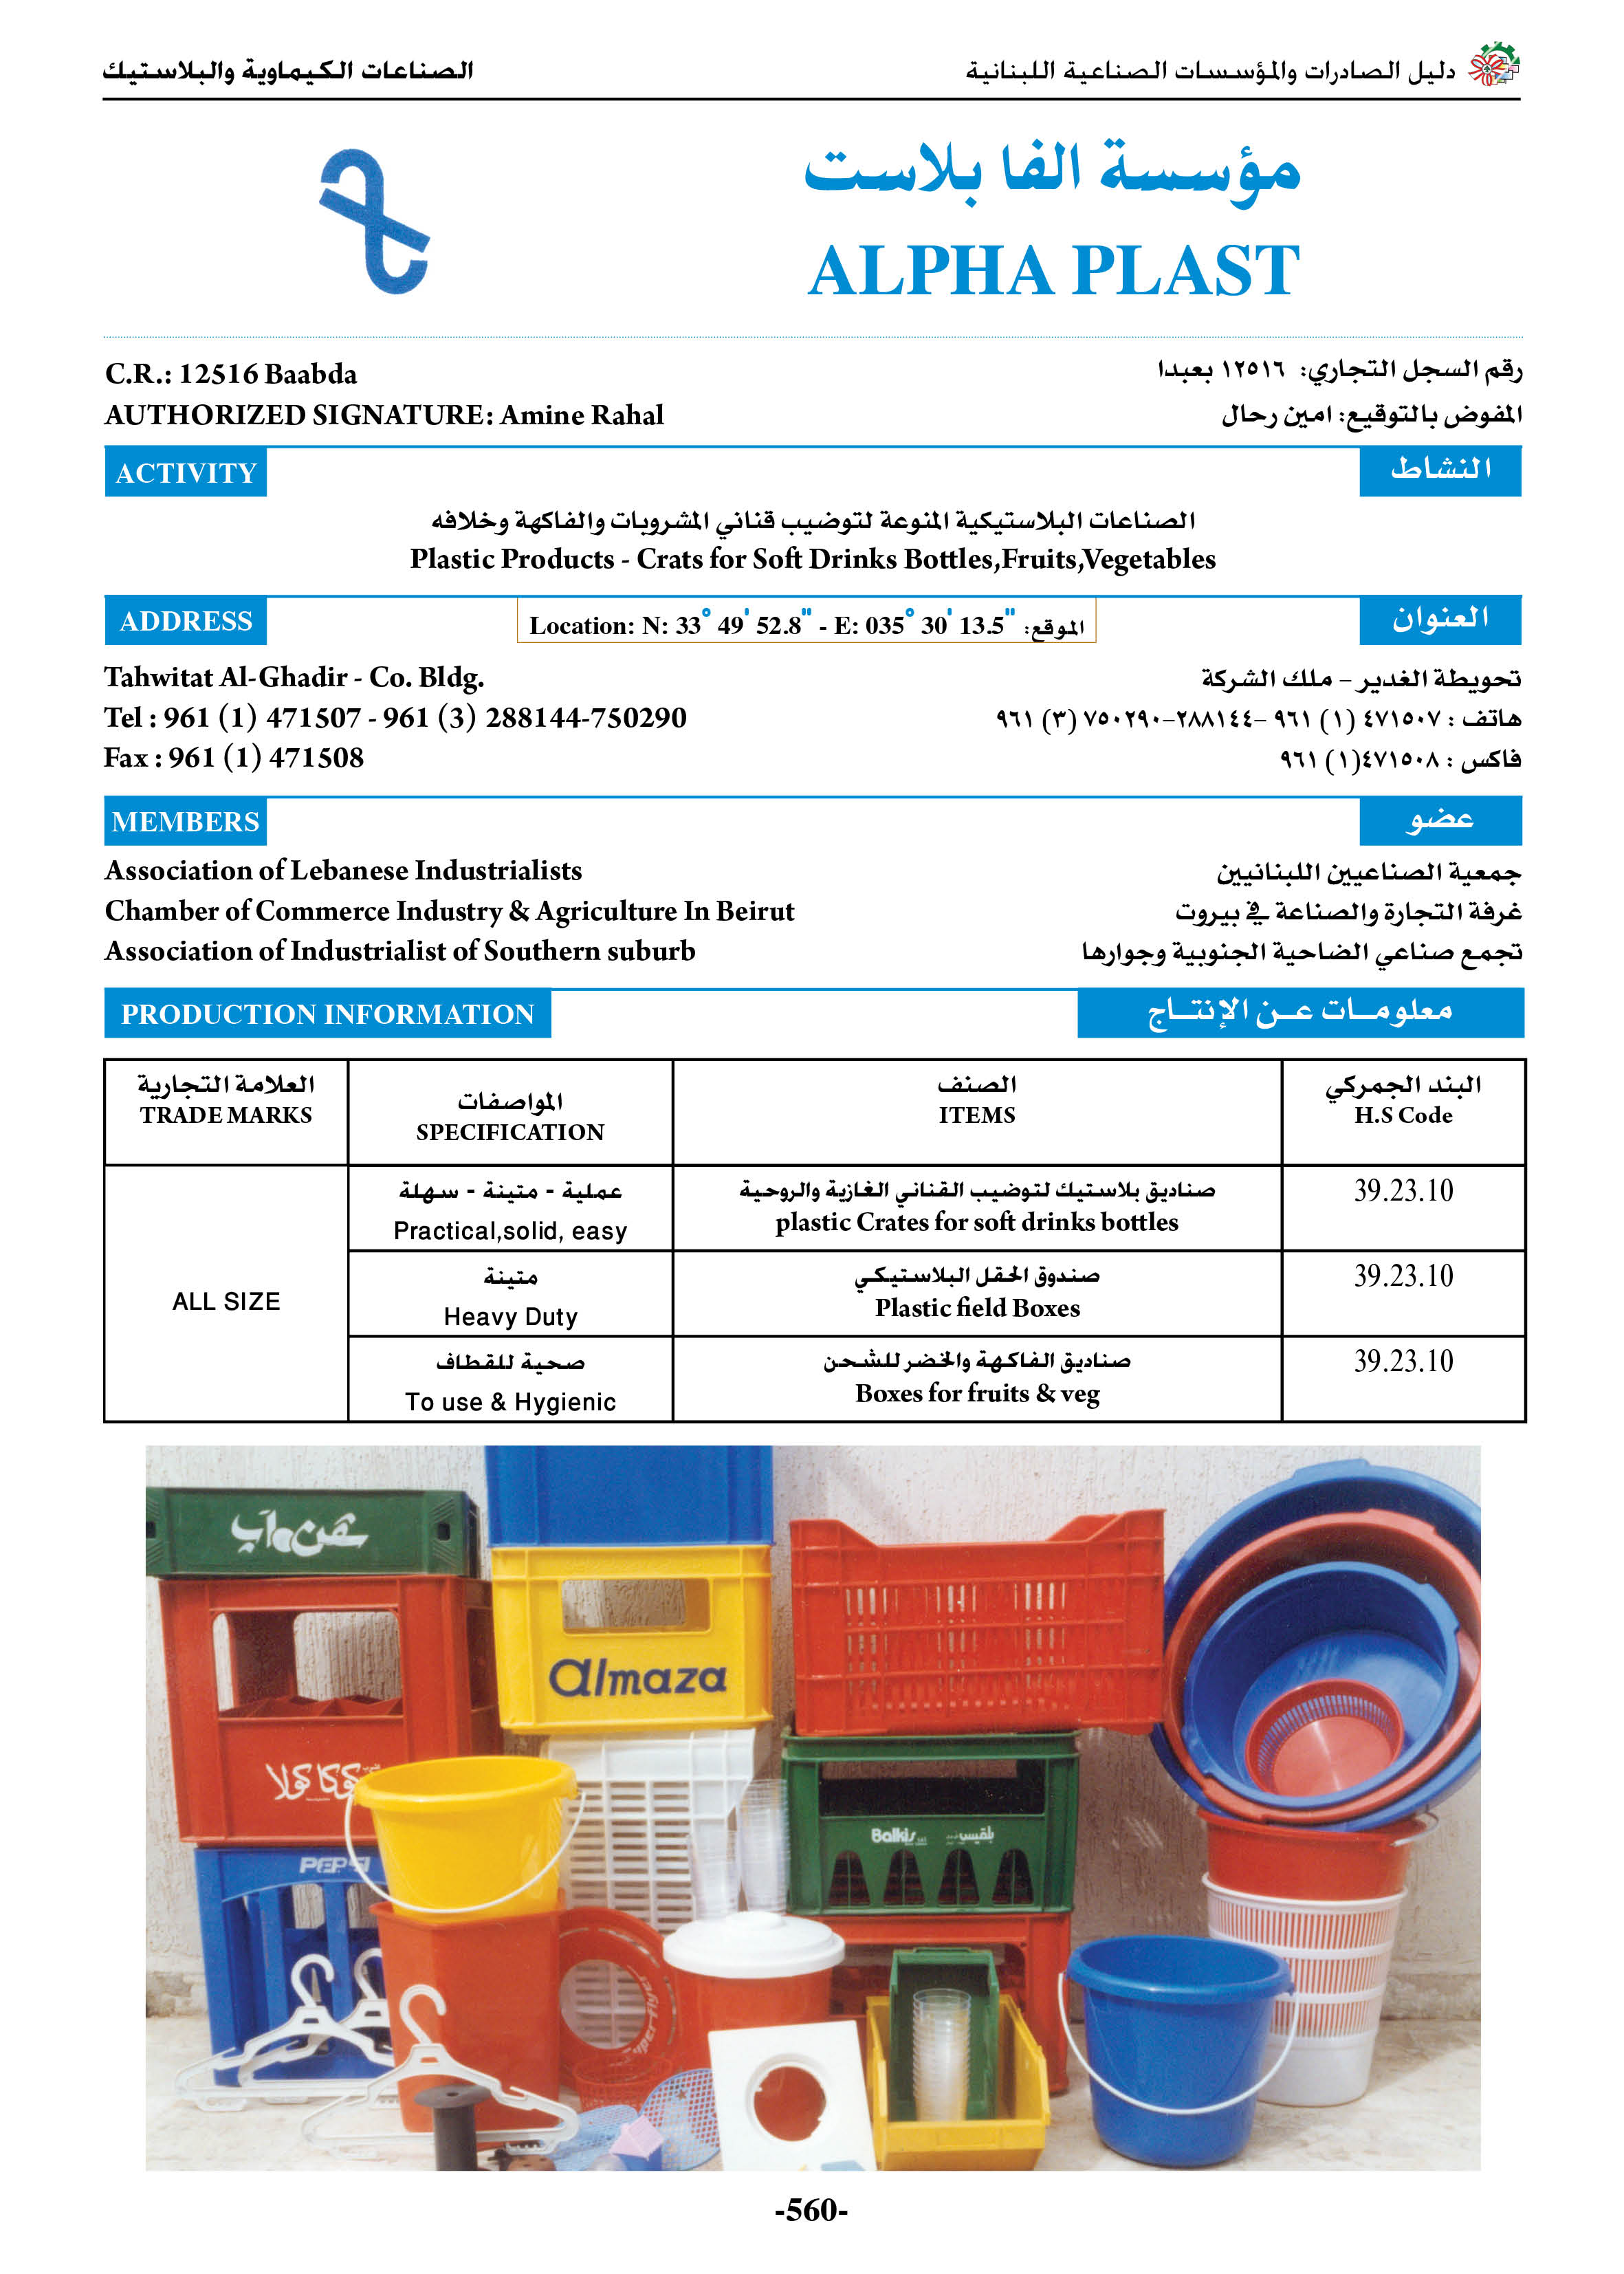 دليل الصادرات والمؤسسات الصناعية اللبنانية
الصناعات الكيماوية والبلاستيك
مؤسسة الفا بلاست
ALPHA PLAST
C.R.: 12516 Baabda
رقم السجل التجاري: ١٢٥١٦ بعبدا
AUTHORIZED SIGNATURE: Amine Rahal
المفوض بالتوقيع: امين رحال
ACTIVITY
النشاط
الصناعات البلاستيكية المنوعة لتوضيب قناني المشروبات والفاكهة وخلافه
Plastic Products - Crats for Soft Drinks Bottles,Fruits,Vegetables
ADDRESS
Location: N: 33° 49' 52.8" - E: 035° 30' 13.5" الموقع:
العنوان
Tahwitat Al-Ghadir - Co. Bldg.
تحويطة الغدير – ملك الشركة
Tel : 961 (1) 471507 - 961 (3) 288144-750290
هاتف : ٤٧١٥٠٧ (١) ٩٦١ –٢٨٨١٤٤–٧٥٠٢٩٠ (٣) ٩٦١
Fax : 961 (1) 471508
فاكس : ٤٧١٥٠٨(١) ٩٦١
MEMBERS
عضو
Association of Lebanese Industrialists
جمعية الصناعيين اللبنانيين
Chamber of Commerce Industry & Agriculture In Beirut
غرفة التجارة والصناعة في بيروت
Association of Industrialist of Southern suburb
تجمع صناعي الضاحية الجنوبية وجوارها
PRODUCTION INFORMATION
معلومـــات عـــن الإنتـــاج
العلامة التجارية
TRADE MARKS
المواصفات
SPECIFICATION
الصنف
ITEMS
البند الجمركي
H.S Code
عملية - متينة - سهلة
Practical,solid, easy
صناديق بلاستيك لتوضيب القناني الغازية والروحية
plastic Crates for soft drinks bottles
39.23.10
متينة
Heavy Duty
صندوق الحقل البلاستيكي
Plastic field Boxes
39.23.10
ALL SIZE
صحية للقطاف
To use & Hygienic
صناديق الفاكهة والخضر للشحن
Boxes for fruits & veg
39.23.10
almaza
كوكا كولا
Balkis
بلقيس
PEPSI
-560-